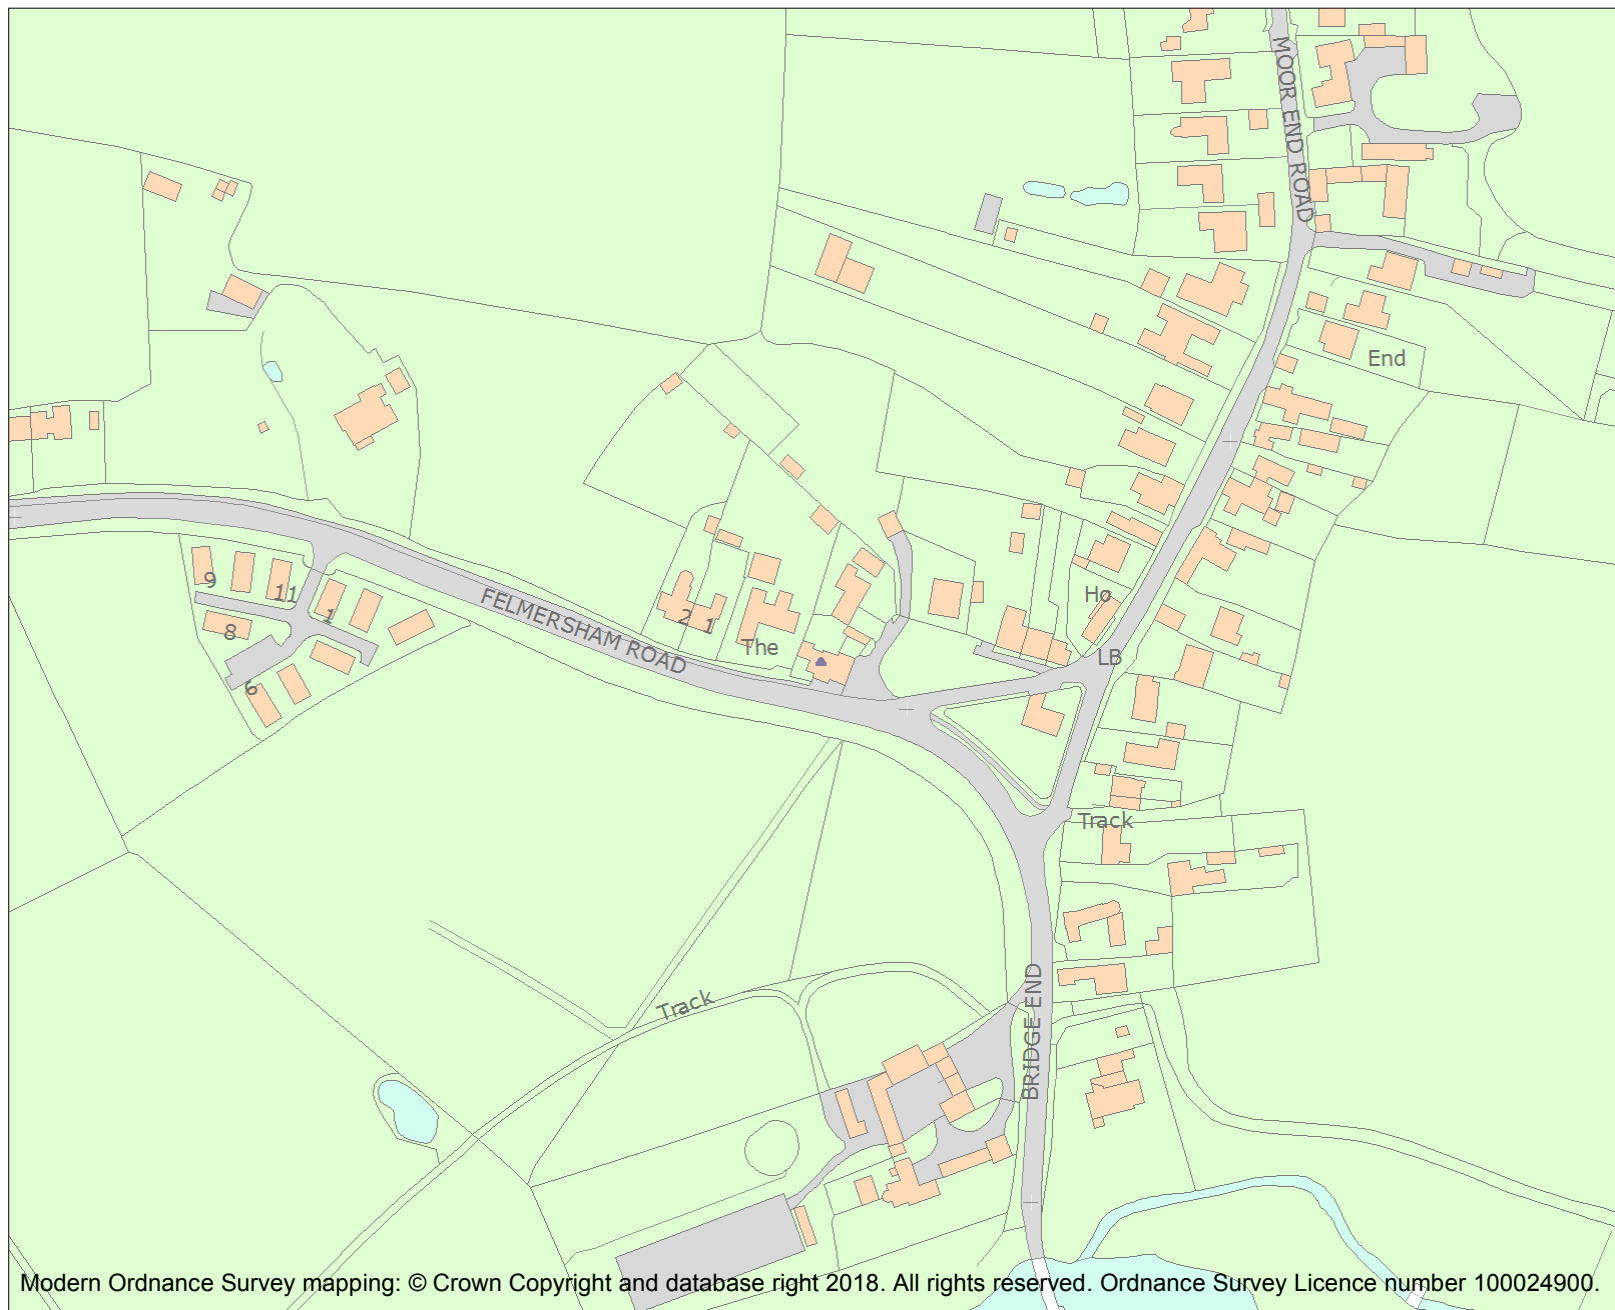 MOOR END ROAD
End
9
11
1
8
6
FELMERSHAM ROAD
2
1
The
Ho
LB
Track
Track
BRIDGE END
Modern Ordnance Survey mapping: © Crown Copyright and database right 2018. All rights reserved. Ordnance Survey Licence number 100024900.